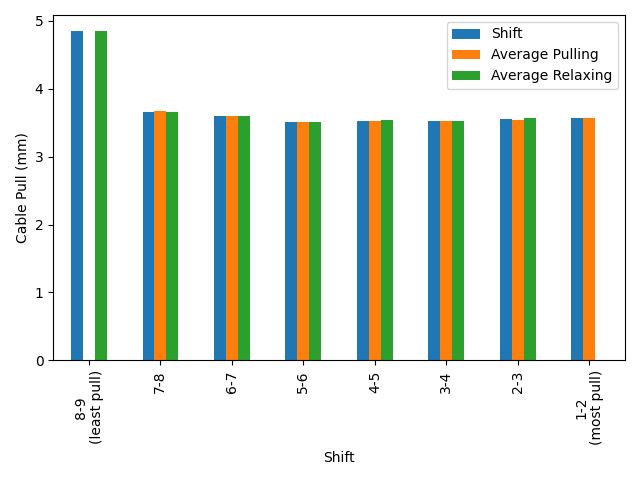 5
4
3
2
1
0
Cable Pull (mm)
Shift
Average Pulling
Average Relaxing
8-9
(least pull)
7-8
6-7
5-6
4-5
3-4
2-3
1-2
(most pull)
Shift